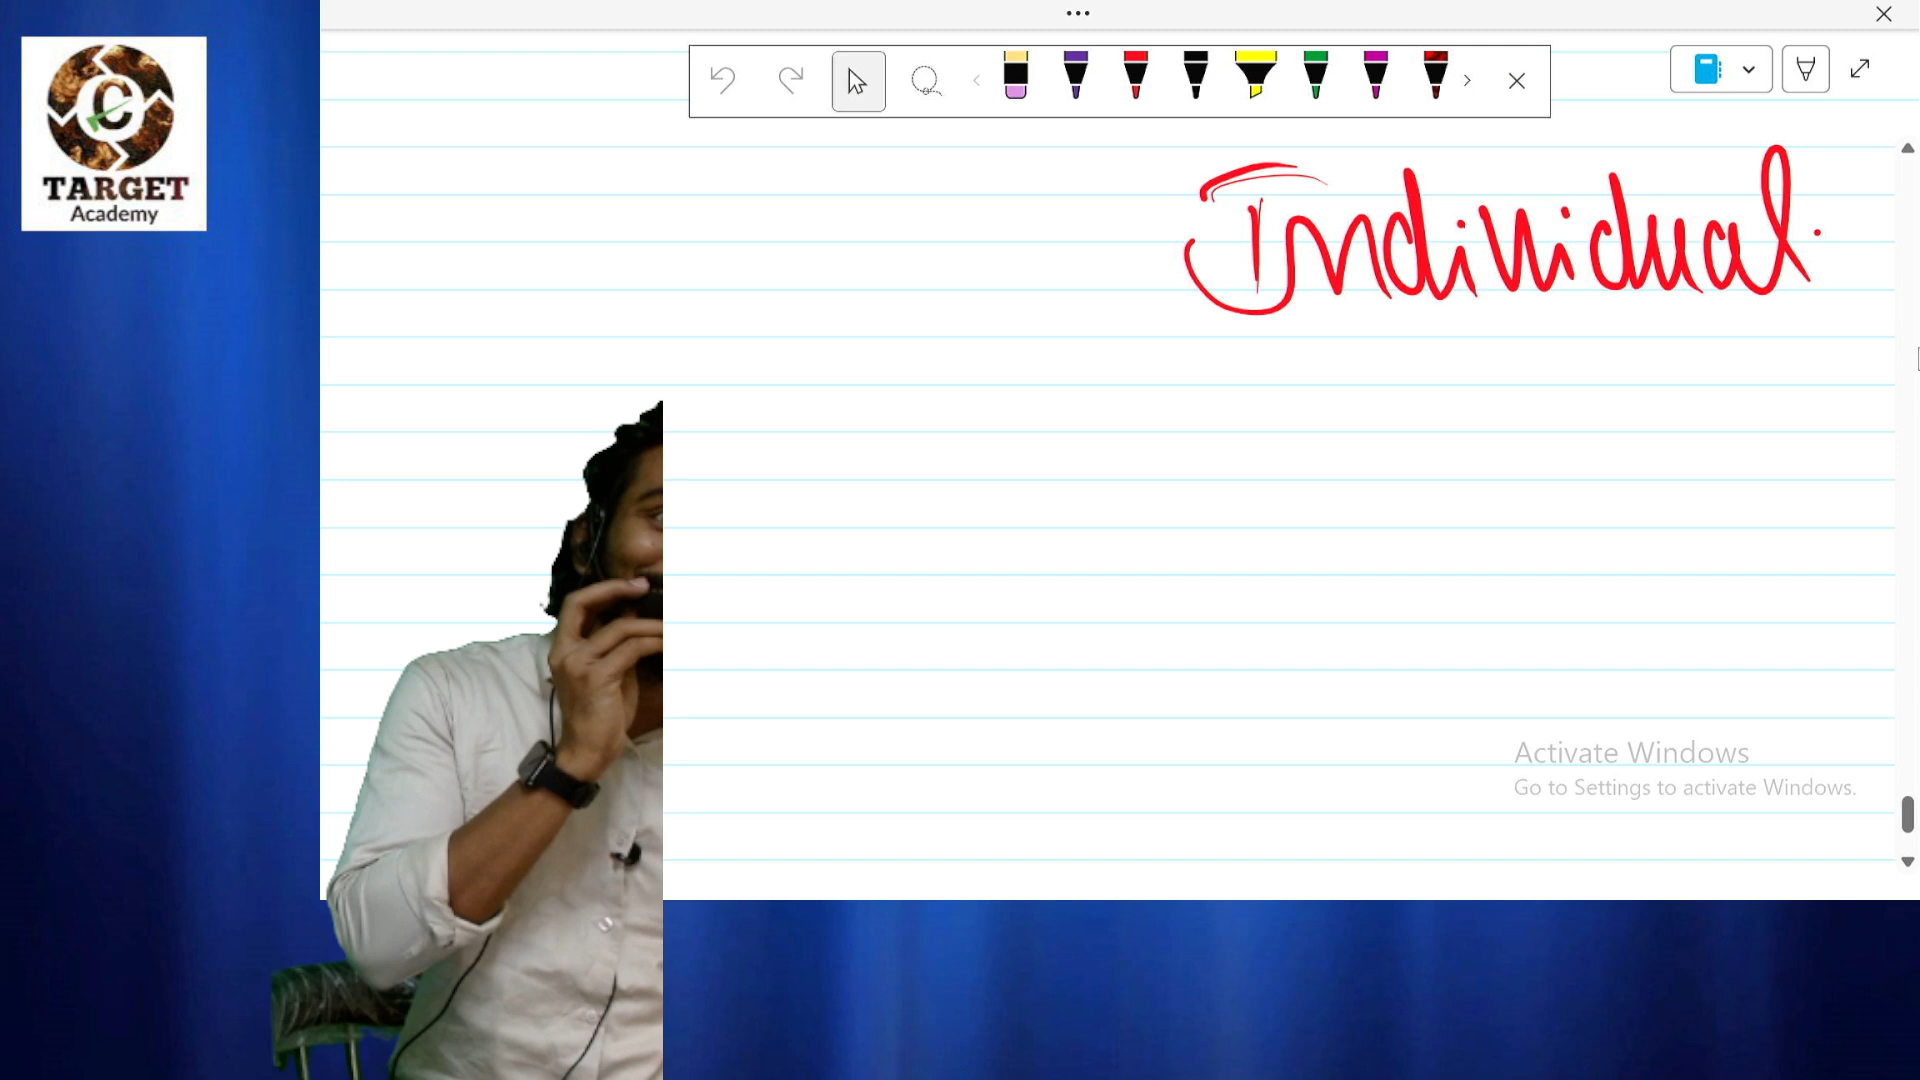 TARGET
Academy
Individual.
Activate Windows
Go to Settings to activate Windows.